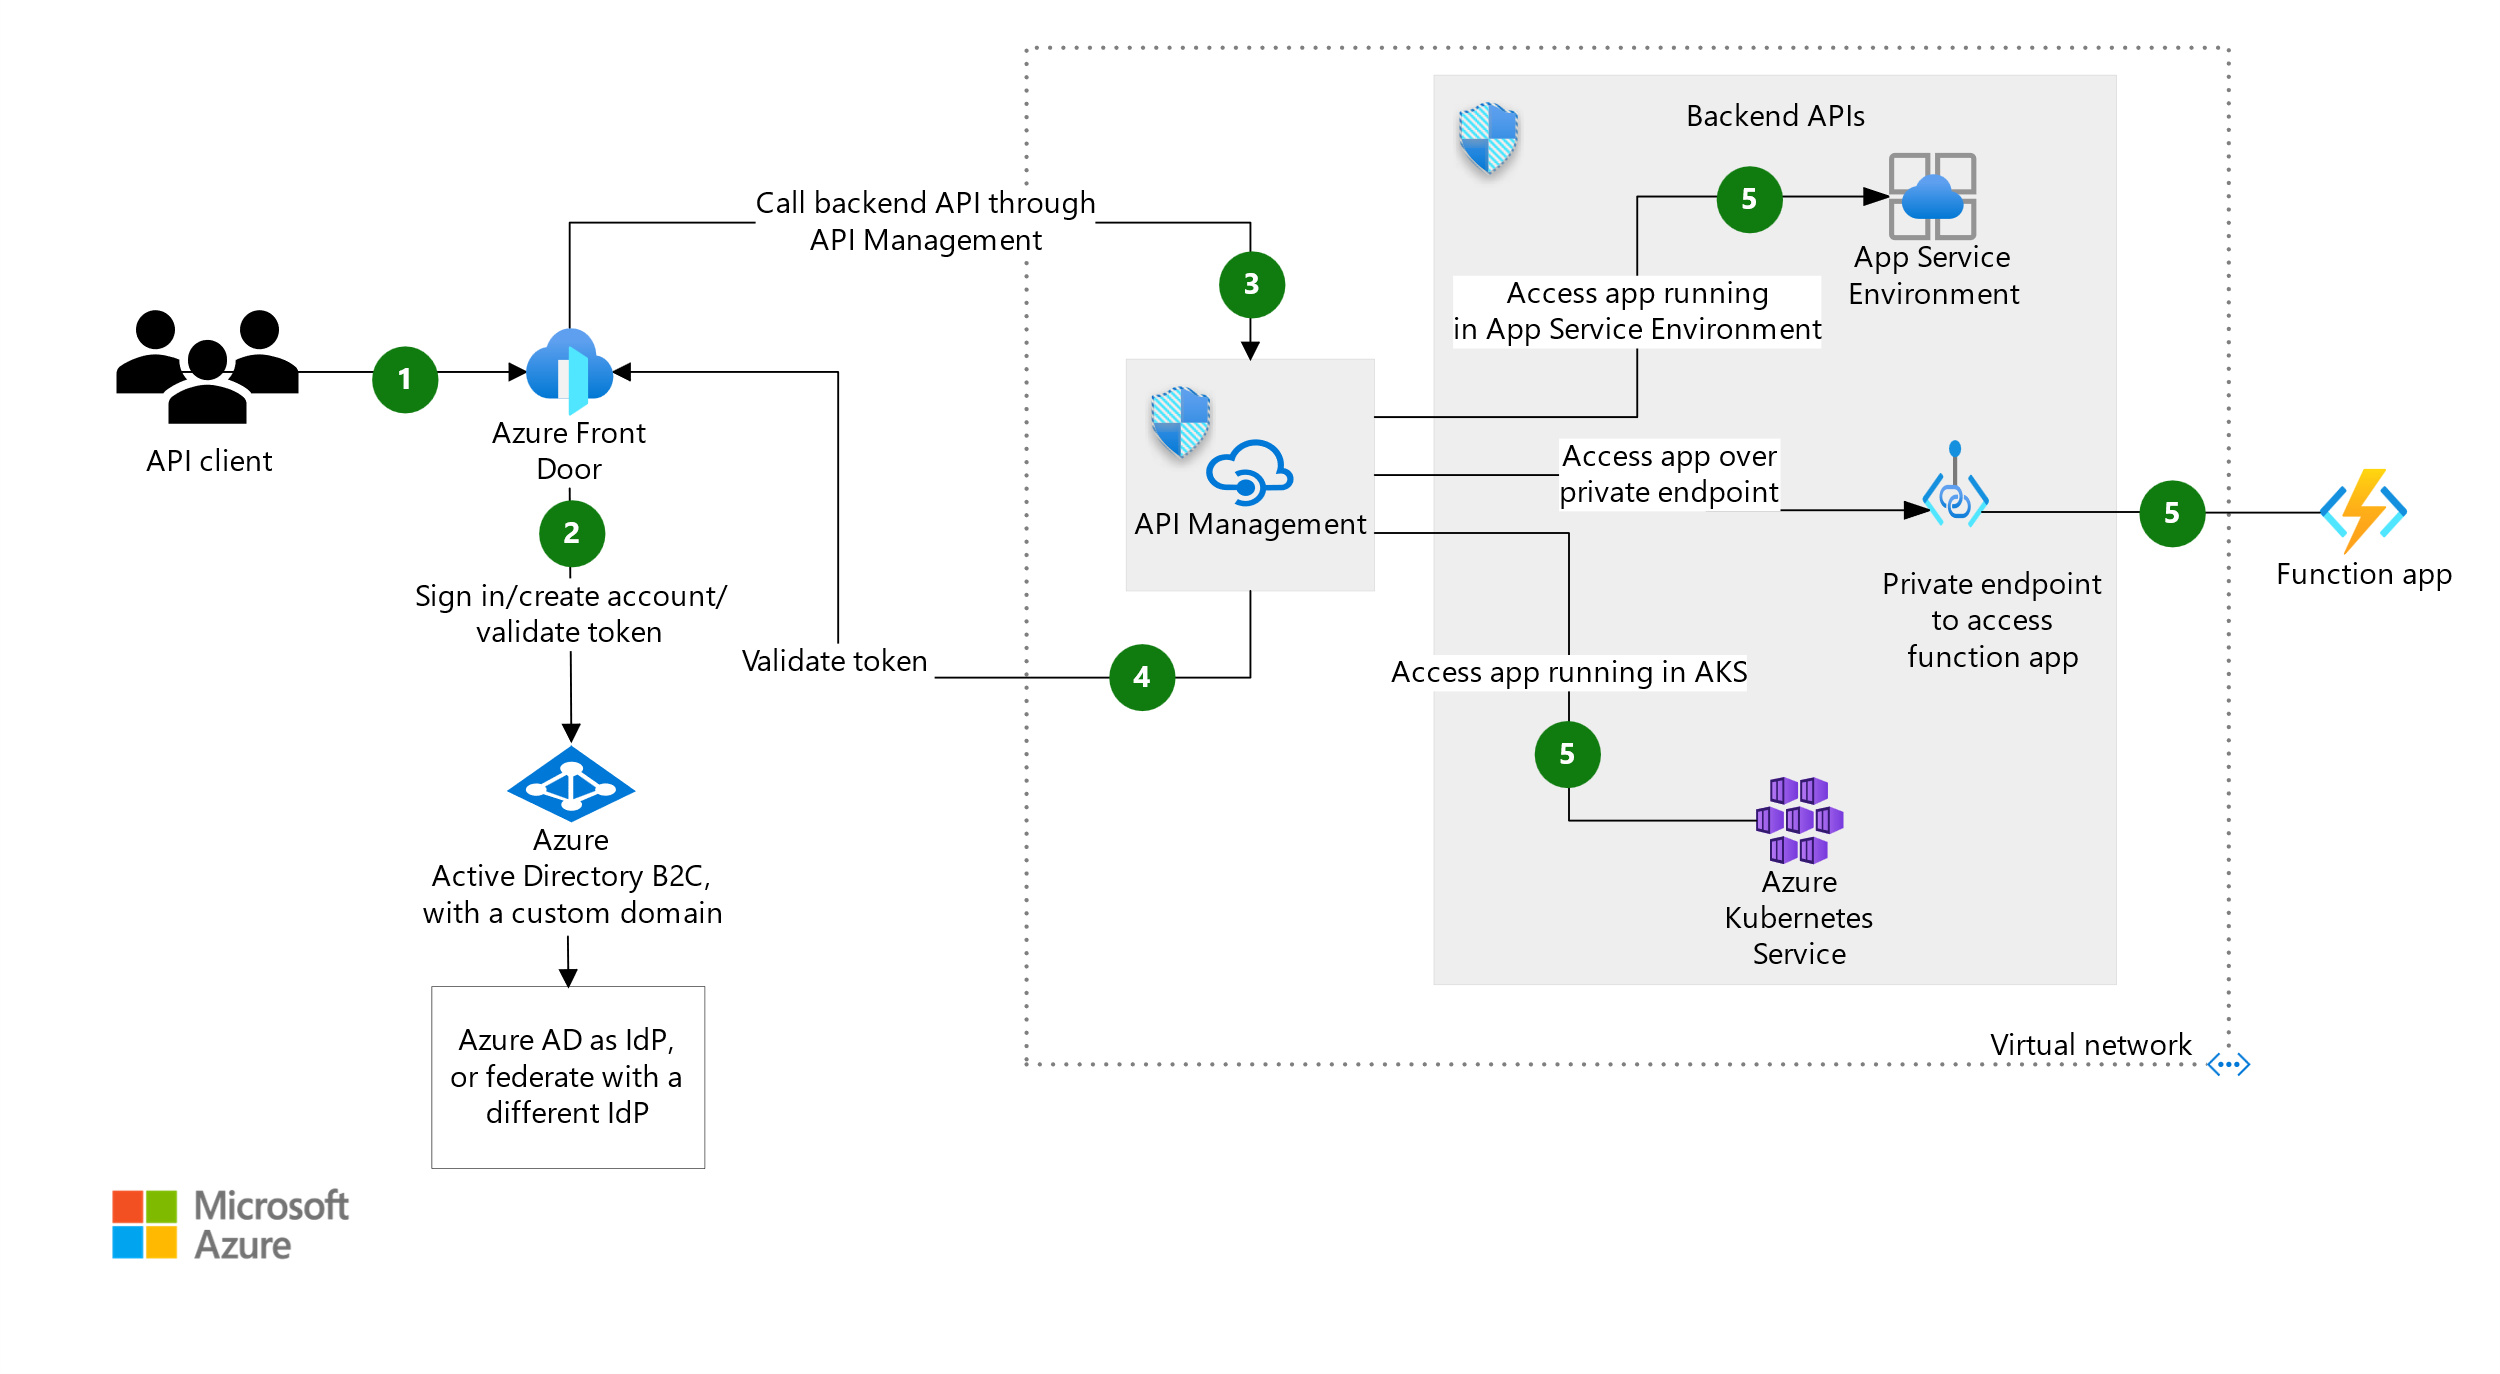 Backend APIs
5
App Service
Environment
Call backend API through
API Management
3
Access app running
in App Service Environment
1
API client
Azure Front
Door
2
Sign in/create account/
validate token
Validate token
4
API Management
Access app over
private endpoint
Private endpoint
to access
function app
5
Function app
Access app running in AKS
5
Azure
Kubernetes
Service
Azure
Active Directory B2C,
with a custom domain
Azure AD as IdP,
or federate with a
different IdP
Virtual network
Microsoft
Azure